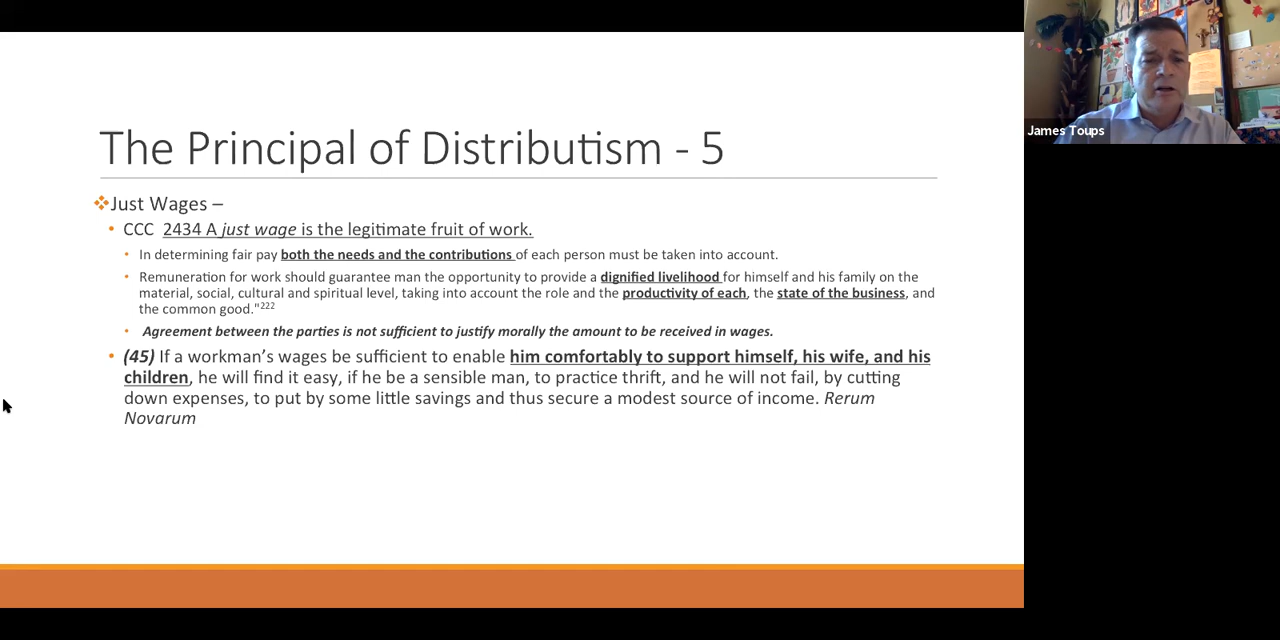 The Principal of Distributism - 5
Just Wages –
CCC 2434 A just wage is the legitimate fruit of work.
In determining fair pay both the needs and the contributions of each person must be taken into account.
Remuneration for work should guarantee man the opportunity to provide a dignified livelihood for himself and his family on the
material, social, cultural and spiritual level, taking into account the role and the productivity of each, the state of the business, and
the common good."222
Agreement between the parties is not sufficient to justify morally the amount to be received in wages.
(45) If a workman's wages be sufficient to enable him comfortably to support himself, his wife, and his
children, he will find it easy, if he be a sensible man, to practice thrift, and he will not fail, by cutting
down expenses, to put by some little savings and thus secure a modest source of income. Rerum
Novarum
James Toups